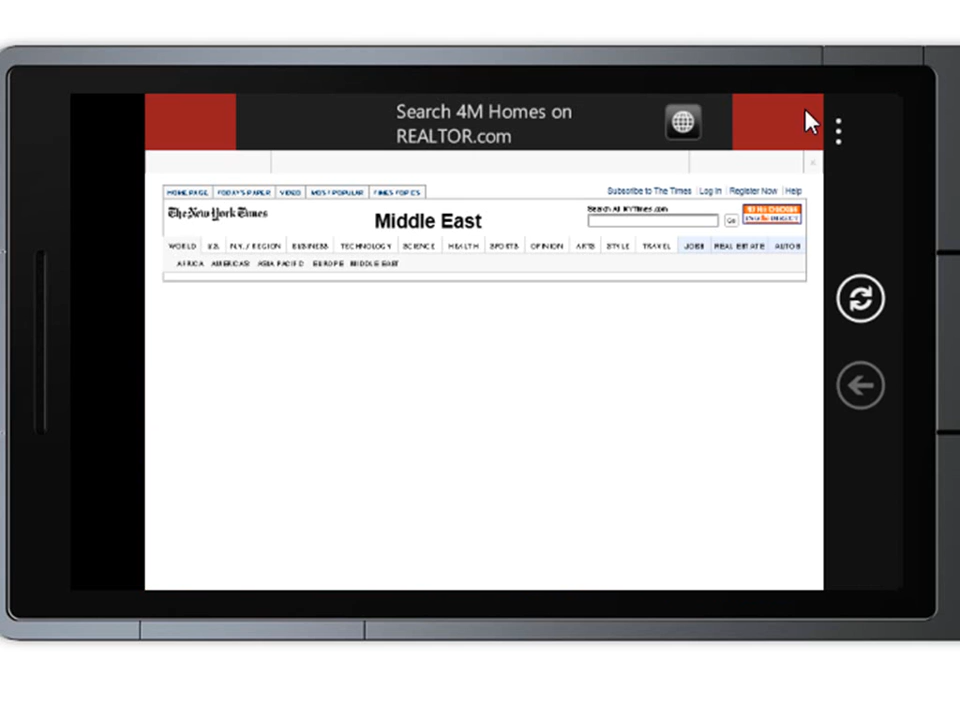 Search 4M Homes on
REALTOR.com
HOME PAGE TODAY'S PAPER VIDEO MOST POPULAR TIMES TOPICS
Subscribe to The Times Log In Register Now Help
The New York Times
Middle East
Search All NYTimes.com
Go
WORLD U.S. N.Y. / REGION BUSINESS TECHNOLOGY SCIENCE HEALTH SPORTS OPINION ARTS STYLE TRAVEL JOBS REAL ESTATE AUTOS
AFRICA AMERICAS ASIA PACIFIC EUROPE MIDDLE EAST